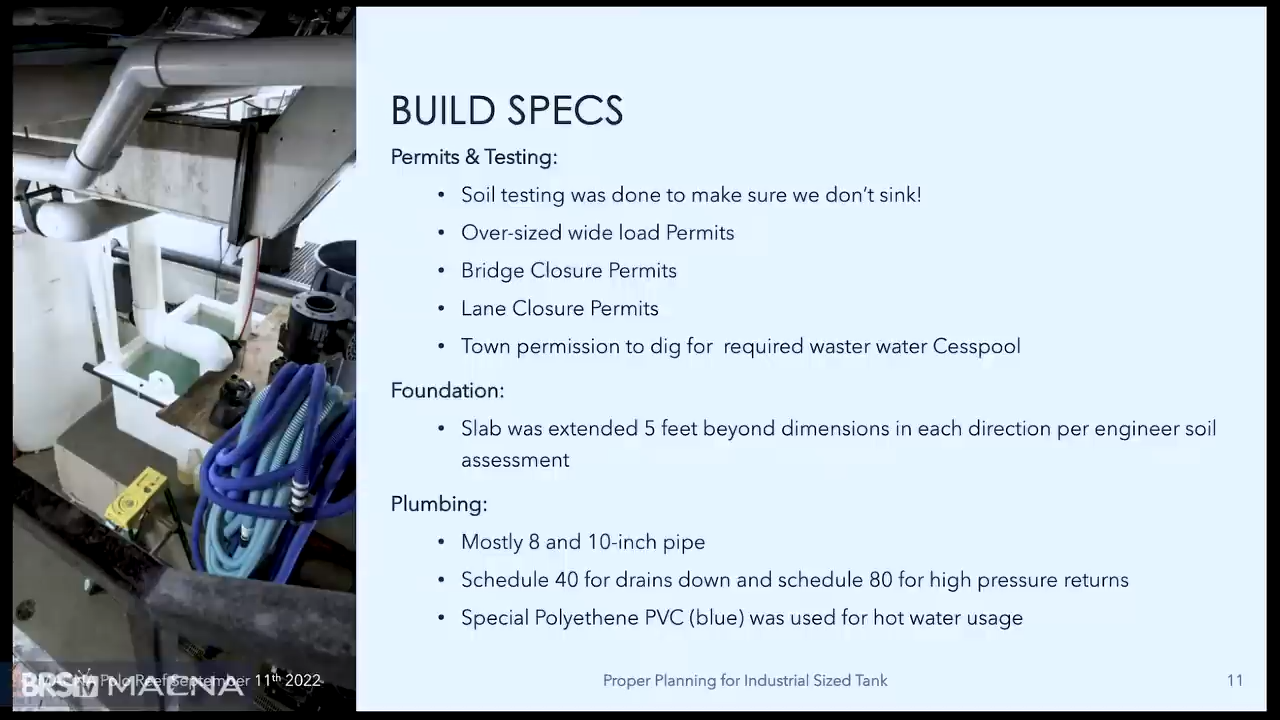 BUILD SPECS
Permits & Testing:
• Soil testing was done to make sure we don't sink!
• Over-sized wide load Permits
• Bridge Closure Permits
• Lane Closure Permits
• Town permission to dig for  required waster water Cesspool
Foundation:
• Slab was extended 5 feet beyond dimensions in each direction per engineer soil
assessment
Plumbing:
• Mostly 8 and 10-inch pipe
• Schedule 40 for drains down and schedule 80 for high pressure returns
• Special Polyethene PVC (blue) was used for hot water usage
MACNA Polo Reef September 11th 2022
BRStv MACNA
Proper Planning for Industrial Sized Tank
11